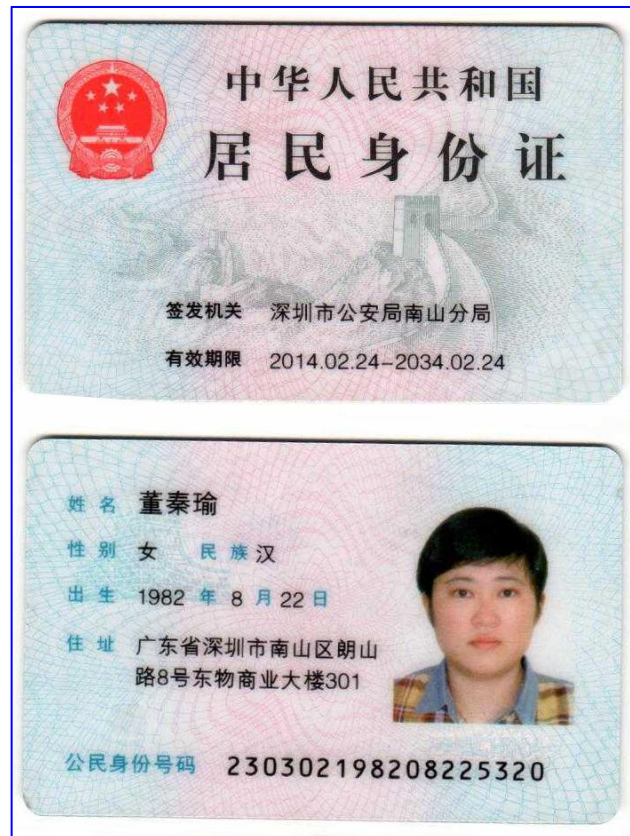 中华人民共和国
居民身份证
签发机关 深圳市公安局南山分局
有效期限 2014.02.24-2034.02.24
姓名 董秦瑜
性别 女 民族 汉
出生 1982 年 8 月 22 日
住址 广东省深圳市南山区朗山
路8号东物商业大楼301
公民身份号码 230302198208225320